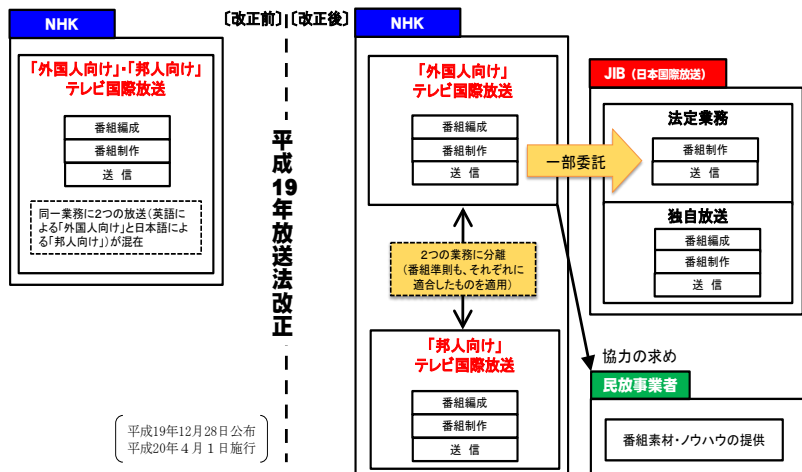 〔改正前〕
〔改正後〕
NHK
「外国人向け」・「邦人向け」
テレビ国際放送
番組編成
番組制作
送 信
同一業務に2つの放送（英語に
よる「外国人向け」と日本語によ
る「邦人向け」）が混在
平成19年放送法改正
平成19年12月28日公布
平成20年４月１日施行
NHK
「外国人向け」
テレビ国際放送
番組編成
番組制作
送 信
一部委託
2つの業務に分離
（番組準則も、それぞれに
適合したものを適用）
「邦人向け」
テレビ国際放送
番組編成
番組制作
送 信
JIB（日本国際放送）
法定業務
番組制作
送 信
独自放送
番組編成
番組制作
送 信
協力の求め
民放事業者
番組素材・ノウハウの提供